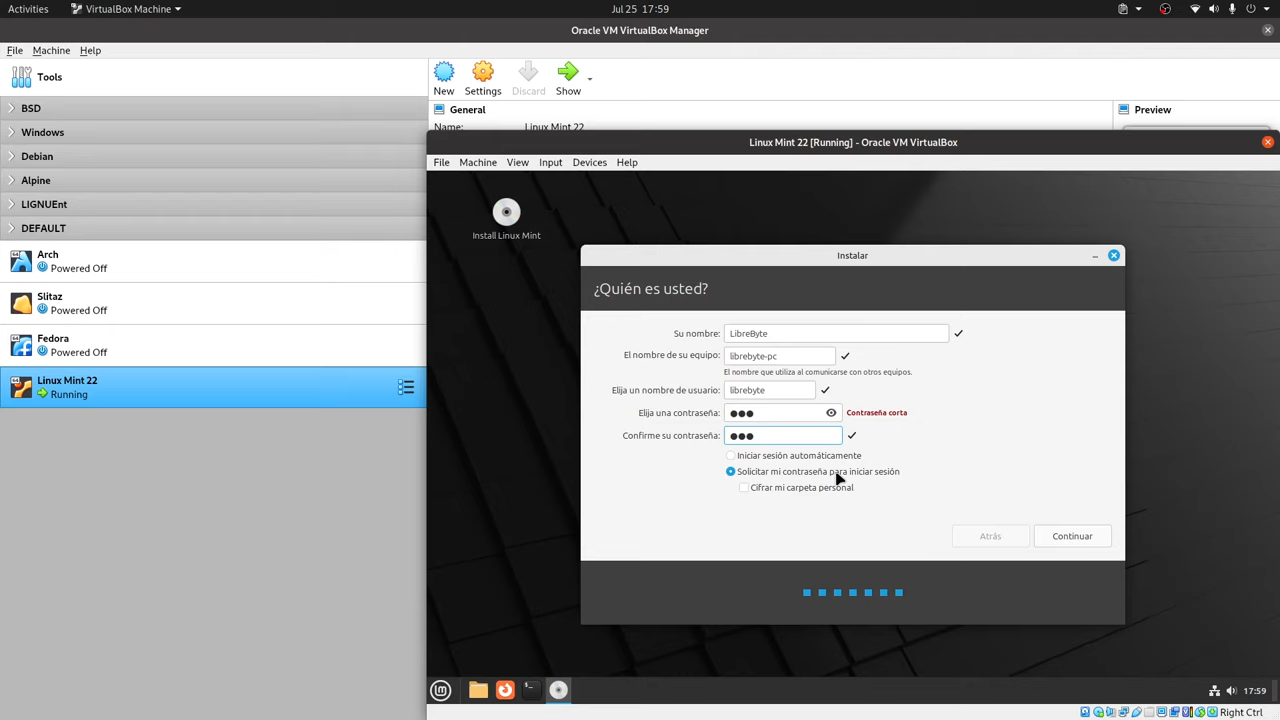 Activities
VirtualBox Machine
Jul 25 17:59
Oracle VM VirtualBox Manager
File Machine Help
Tools
New Settings Discard Show
BSD
Windows
Debian
Alpine
LIGNUEnt
DEFAULT
Arch
Powered Off
Slitaz
Powered Off
Fedora
Powered Off
Linux Mint 22
Running
General
Preview
Name: Linux Mint 22
Linux Mint 22 [Running] - Oracle VM VirtualBox
File Machine View Input Devices Help
Install Linux Mint
Instalar
¿Quién es usted?
Su nombre: LibreByte
El nombre de su equipo: librebyte-pc
El nombre que utiliza al comunicarse con otros equipos.
Elija un nombre de usuario: librebyte
Elija una contraseña: ●●● Contraseña corta
Confirme su contraseña: ●●●
Iniciar sesión automáticamente
Solicitar mi contraseña para iniciar sesión
Cifrar mi carpeta personal
Atrás Continuar
17:59
Right Ctrl